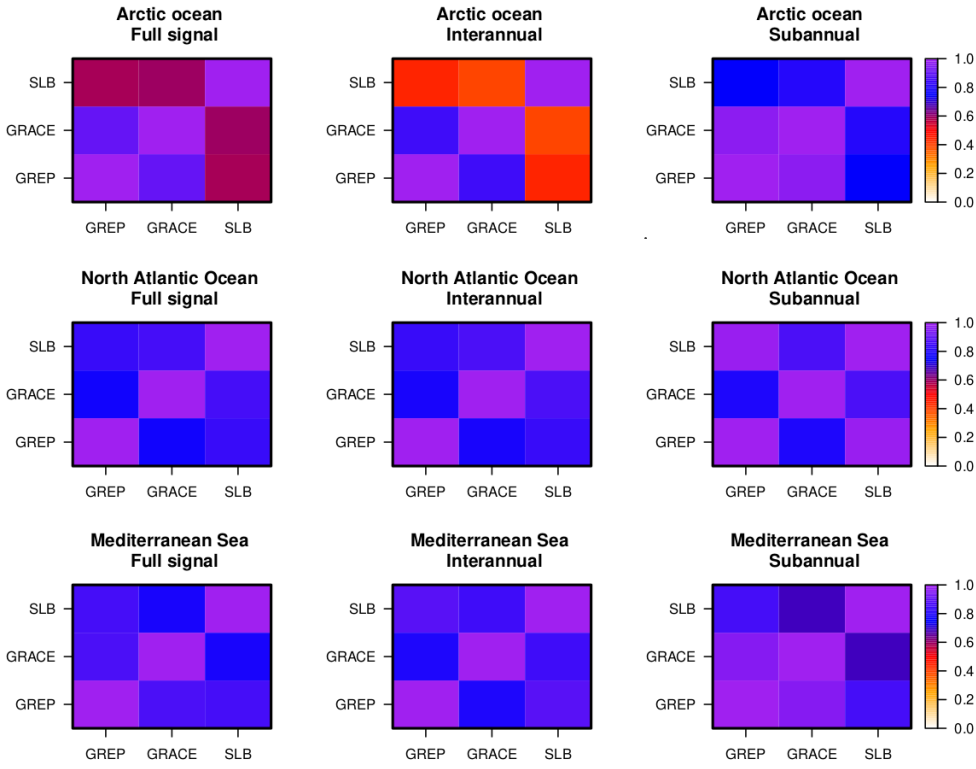 Arctic ocean
Full signal
Arctic ocean
Interannual
Arctic ocean
Subannual
SLB
GRACE
GREP
GREP GRACE SLB
SLB
GRACE
GREP
GREP GRACE SLB
SLB
GRACE
GREP
GREP GRACE SLB
1.0
0.8
0.6
0.4
0.2
0.0
North Atlantic Ocean
Full signal
North Atlantic Ocean
Interannual
North Atlantic Ocean
Subannual
SLB
GRACE
GREP
GREP GRACE SLB
SLB
GRACE
GREP
GREP GRACE SLB
SLB
GRACE
GREP
GREP GRACE SLB
1.0
0.8
0.6
0.4
0.2
0.0
Mediterranean Sea
Full signal
Mediterranean Sea
Interannual
Mediterranean Sea
Subannual
SLB
GRACE
GREP
GREP GRACE SLB
SLB
GRACE
GREP
GREP GRACE SLB
SLB
GRACE
GREP
GREP GRACE SLB
1.0
0.8
0.6
0.4
0.2
0.0